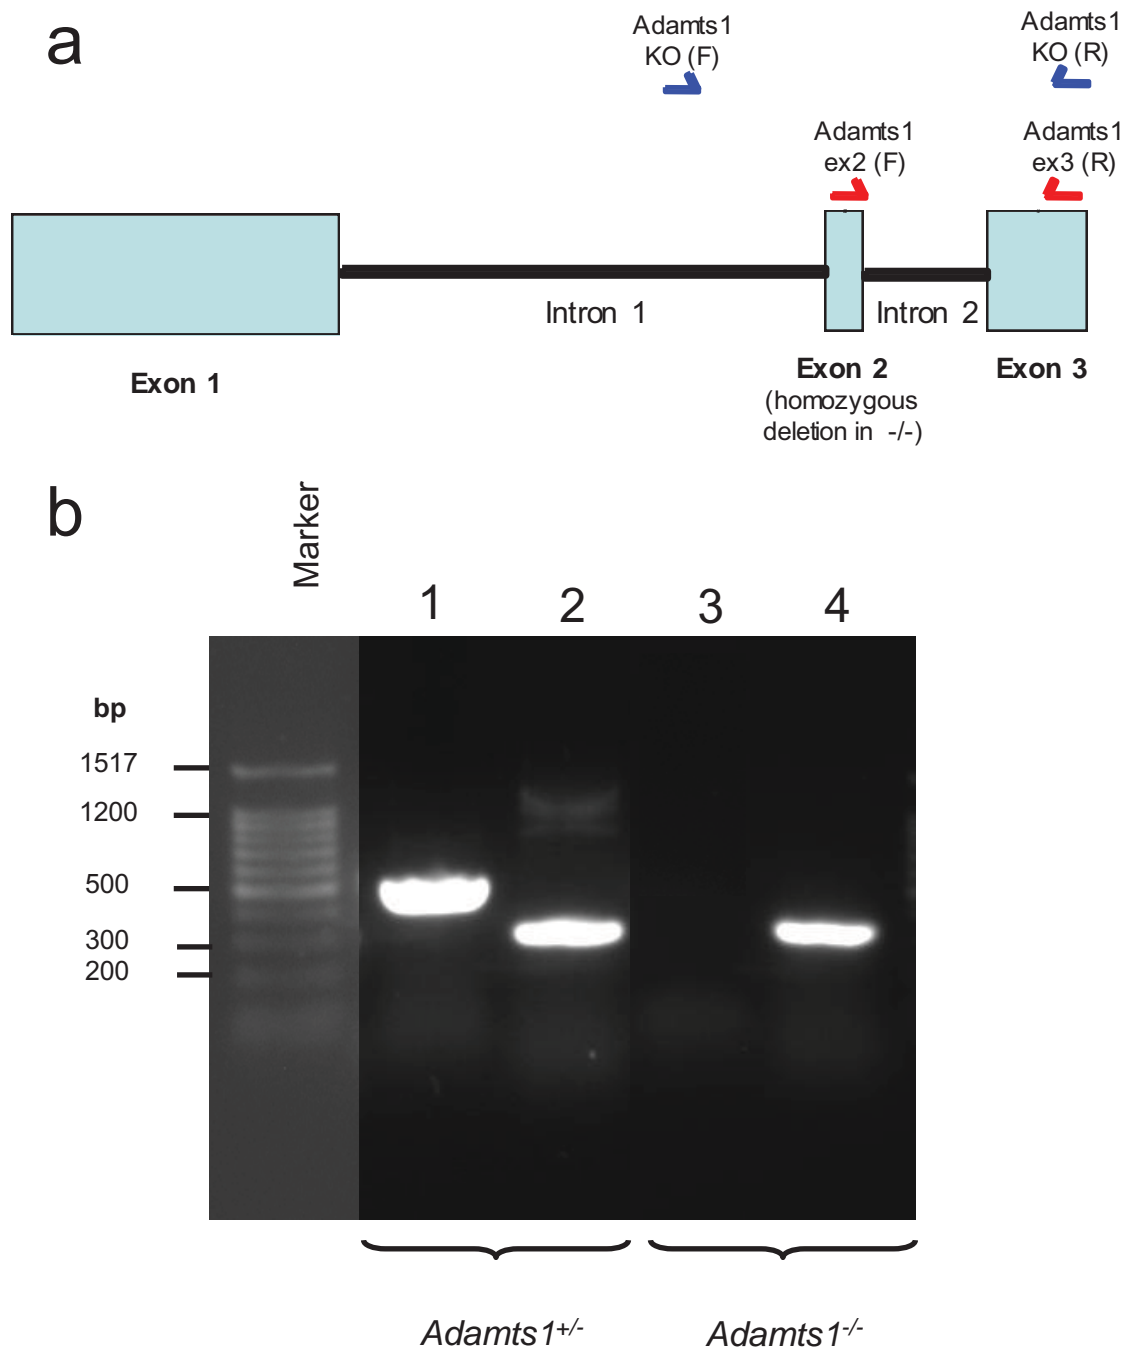 a
Adamts1
KO (F)
Adamts1
KO (R)
Adamts1
ex2 (F)
Adamts1
ex3 (R)
Intron 1
Intron 2
Exon 1
Exon 2
(homozygous
deletion in -/-)
Exon 3
b
Marker
1
2
3
4
bp
1517
1200
500
300
200
Adamts1+/-
Adamts1-/-